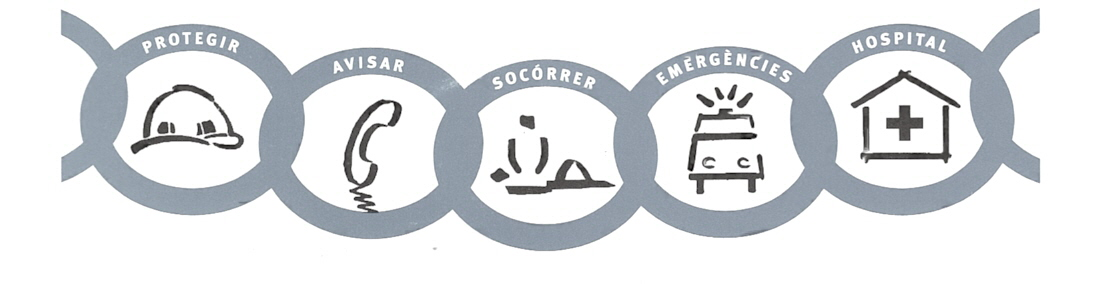 PROTEGIR
AVISAR
SOCÓRRER
EMERGÈNCIES
HOSPITAL